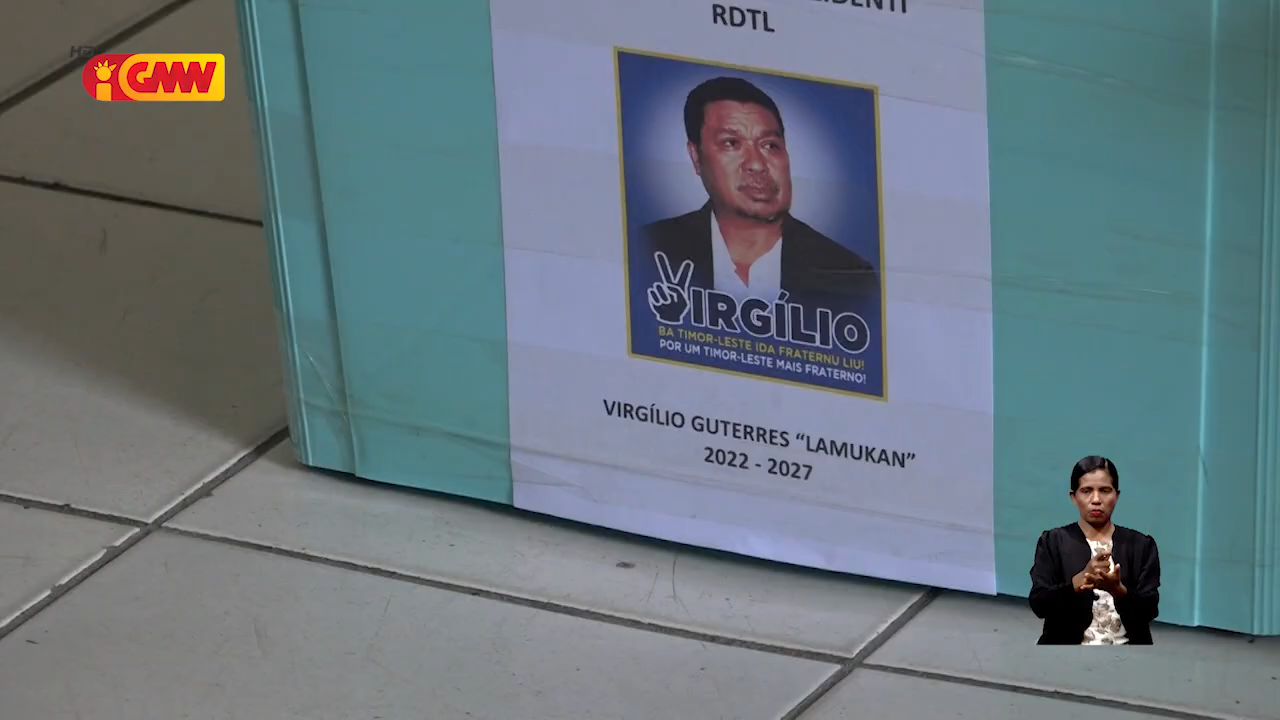 GMW
RDTL
VIRGÍLIO
BA TIMOR-LESTE IDA FRATERNU LIU!
POR UM TIMOR-LESTE MAIS FRATERNO!
VIRGÍLIO GUTERRES “LAMUKAN”
2022 - 2027